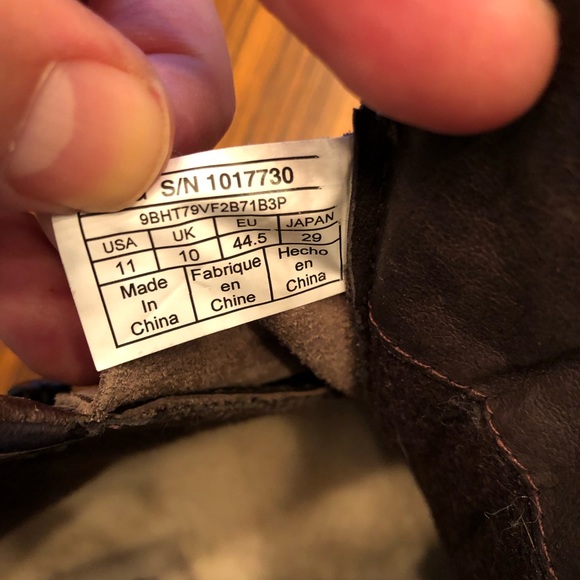 S/N 1017730
9BHT79VF2B71B3P
USA UK EU JAPAN
11 10 44.5 29
Made In China
Fabrique en Chine
Hecho en China